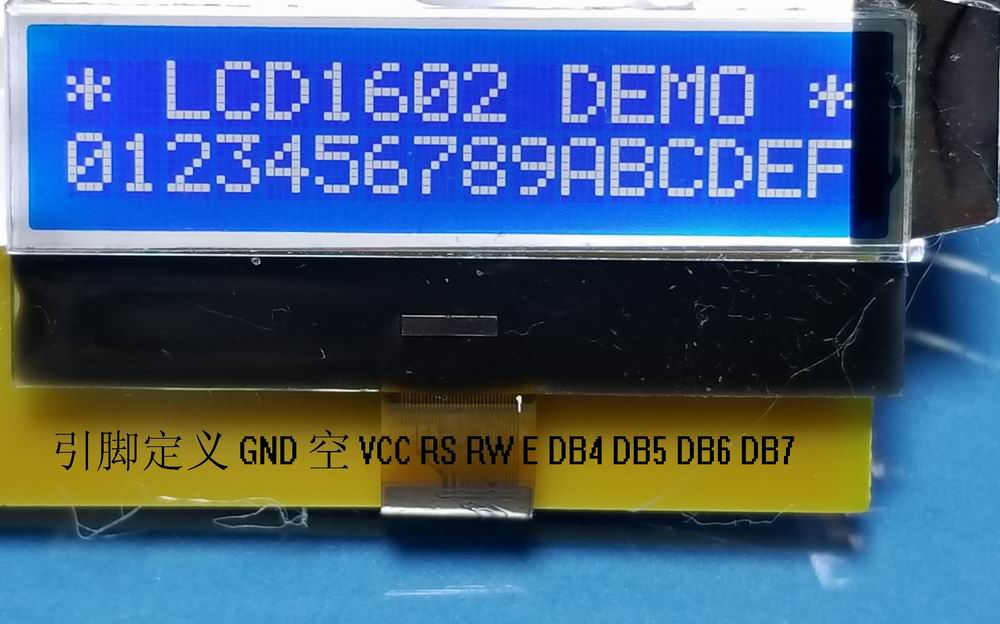 * LCD1602 DEMO *
0123456789ABCDEF
引脚定义 GND 空 VCC RS RW E DB4 DB5 DB6 DB7